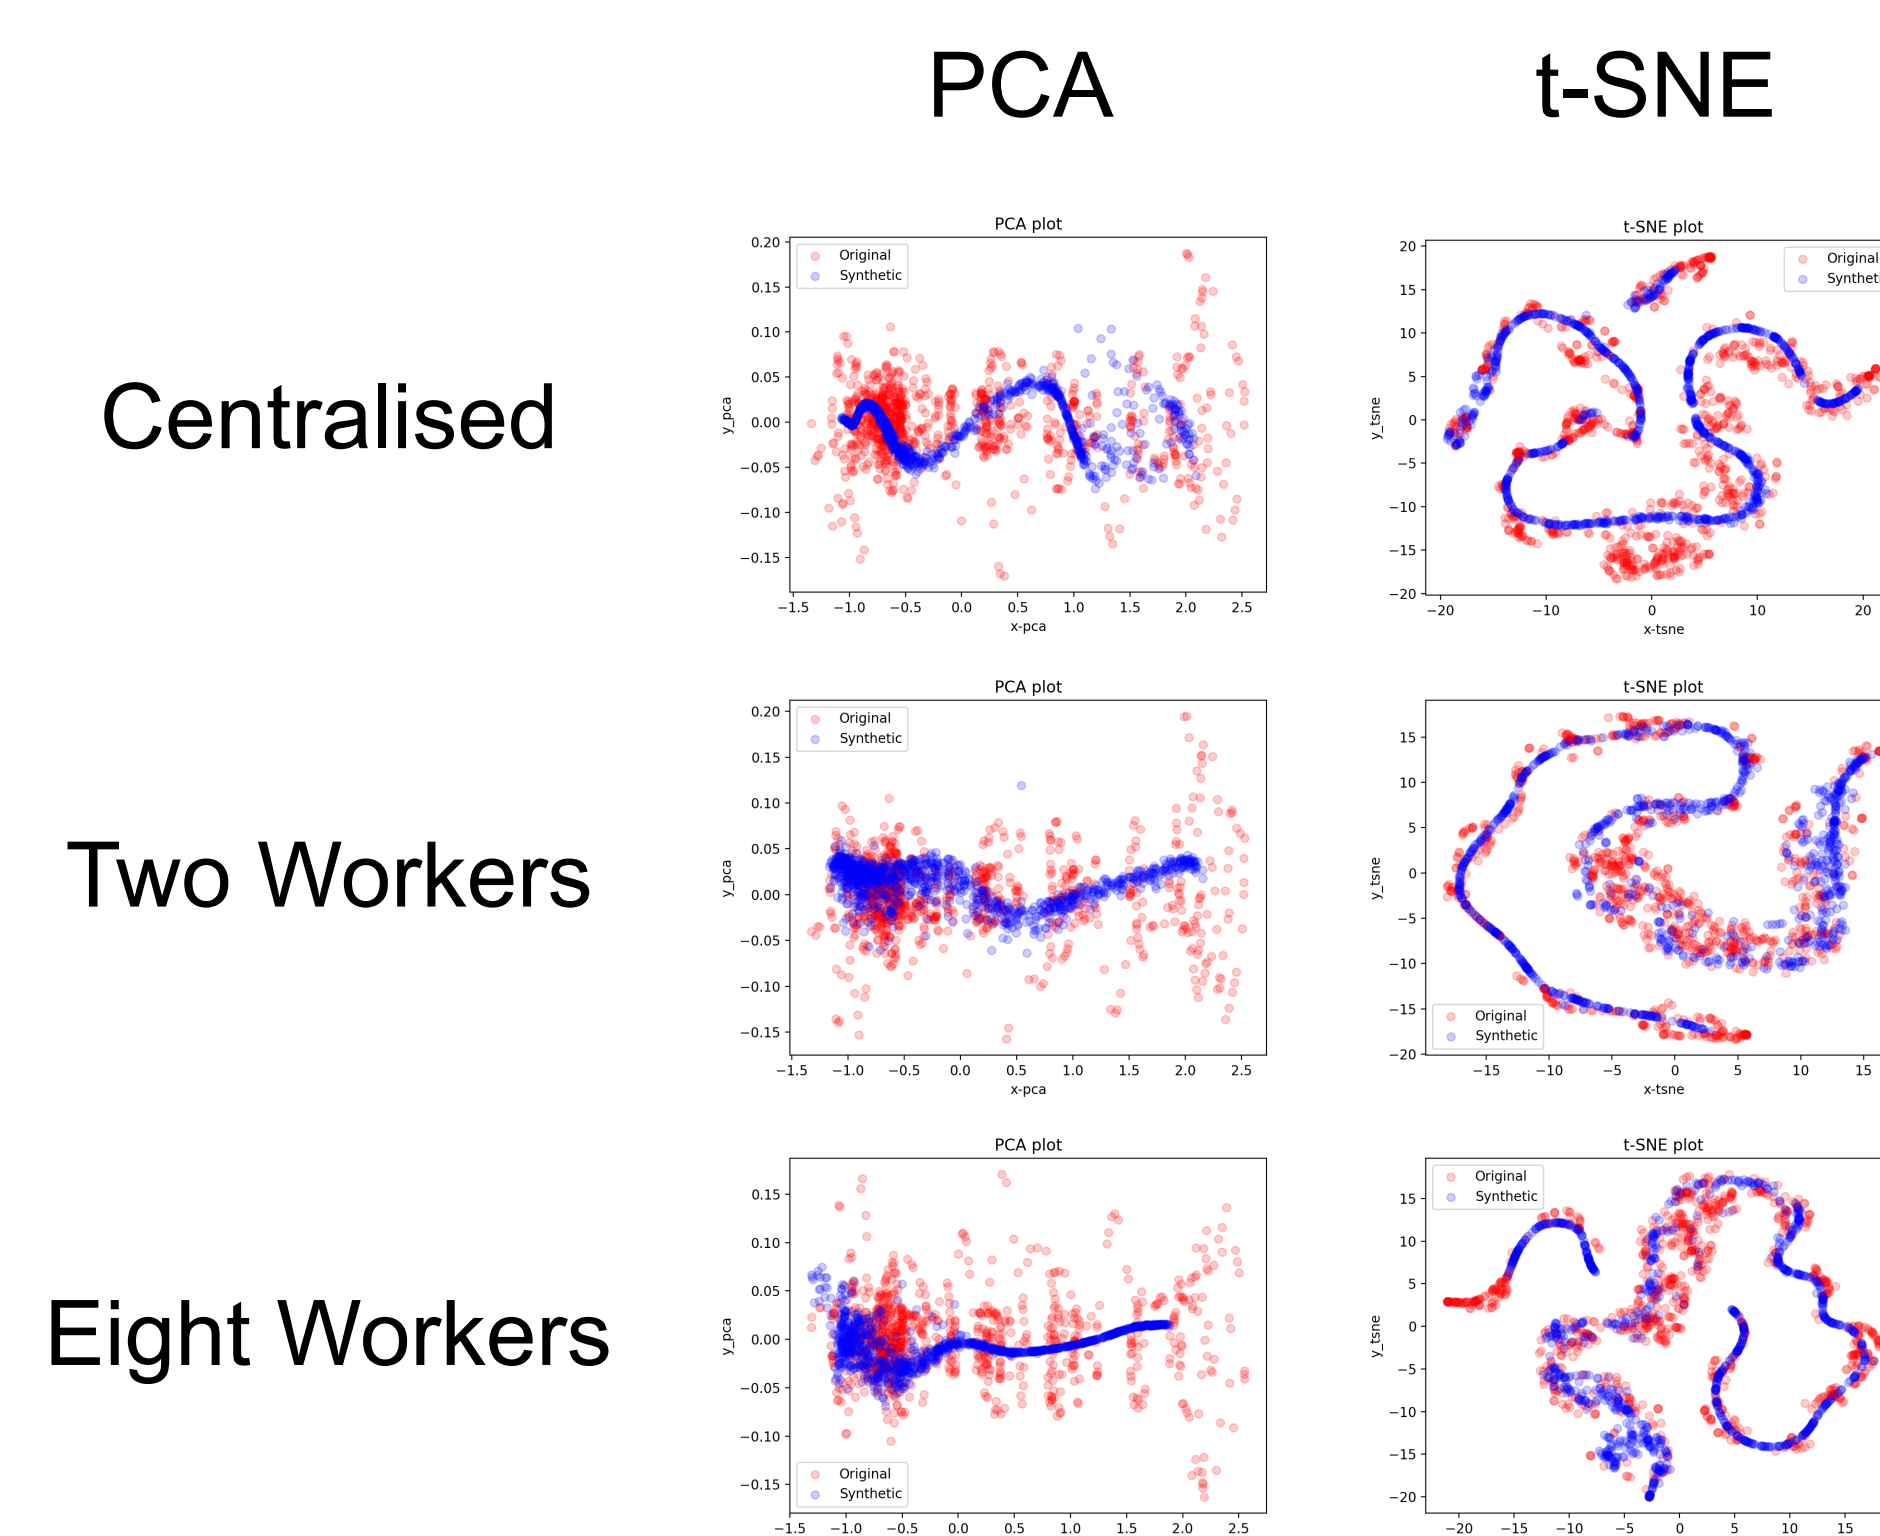 PCA
t-SNE
Centralised
PCA plot
Original
Synthetic
0.20
0.15
0.10
0.05
0.00
−0.05
−0.10
−0.15
y_pca
−1.5 −1.0 −0.5 0.0 0.5 1.0 1.5 2.0 2.5
x-pca
t-SNE plot
Original
Syntheti
20
15
10
5
0
−5
−10
−15
−20
y_tsne
−20 −10 0 10 20
x-tsne
Two Workers
PCA plot
Original
Synthetic
0.20
0.15
0.10
0.05
0.00
−0.05
−0.10
−0.15
y_pca
−1.5 −1.0 −0.5 0.0 0.5 1.0 1.5 2.0 2.5
x-pca
t-SNE plot
15
10
5
0
−5
−10
−15
−20
y_tsne
Original
Synthetic
−15 −10 −5 0 5 10 15
x-tsne
Eight Workers
PCA plot
0.15
0.10
0.05
0.00
−0.05
−0.10
−0.15
y_pca
Original
Synthetic
−1.5 −1.0 −0.5 0.0 0.5 1.0 1.5 2.0 2.5
t-SNE plot
Original
Synthetic
15
10
5
0
−5
−10
−15
−20
y_tsne
−20 −15 −10 −5 0 5 10 15